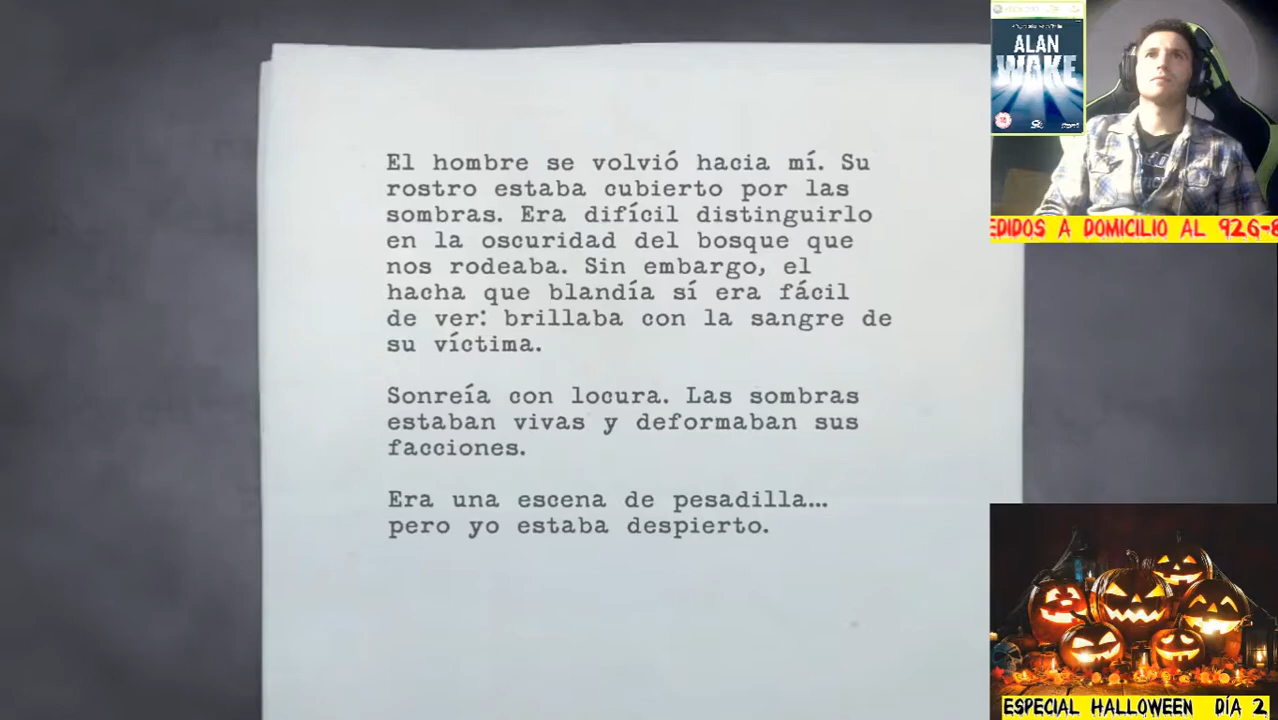 El hombre se volvió hacia mí. Su
rostro estaba cubierto por las
sombras. Era difícil distinguirlo
en la oscuridad del bosque que
nos rodeaba. Sin embargo, el
hacha que blandía sí era fácil
de ver: brillaba con la sangre de
su víctima.
Sonreía con locura. Las sombras
estaban vivas y deformaban sus
facciones.
Era una escena de pesadilla...
pero yo estaba despierto.
ALAN
WAKE
EDIDOS A DOMICILIO AL 926-8
ESPECIAL HALLOWEEN DÍA 2